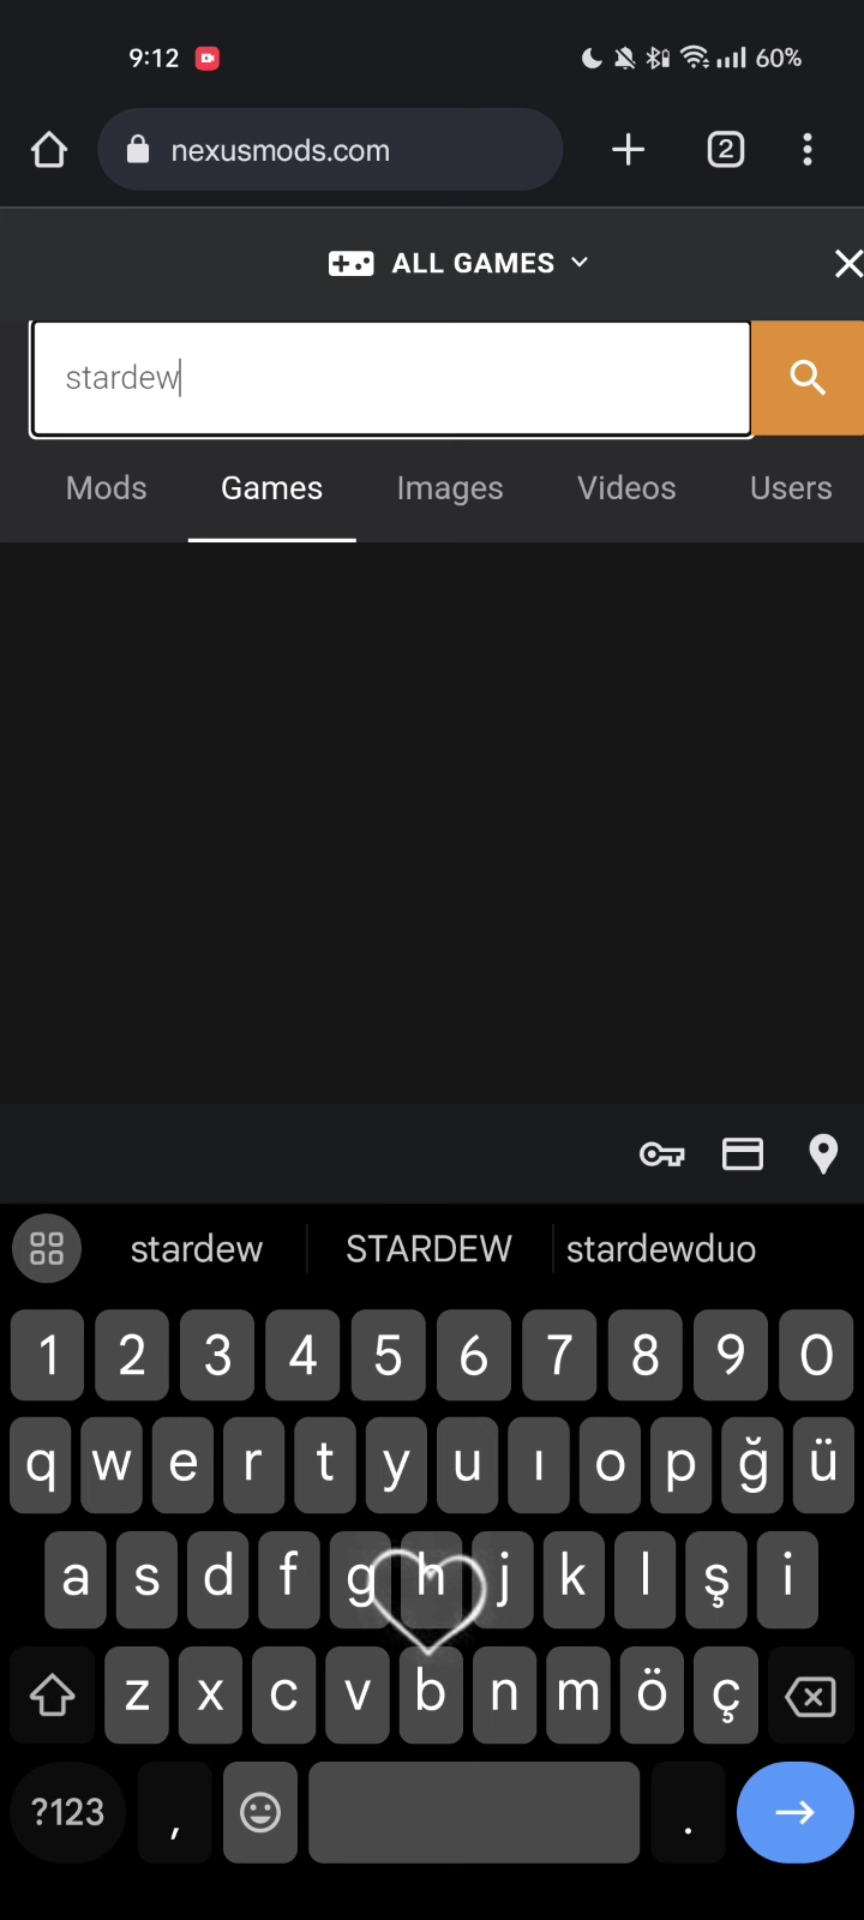 9:12 60%
nexusmods.com 2
ALL GAMES
stardew
Mods Games Images Videos Users
stardew STARDEW stardewduo
1 2 3 4 5 6 7 8 9 0
q w e r t y u ı o p ğ ü
a s d f g h j k l ş i
z x c v b n m ö ç
?123 , .